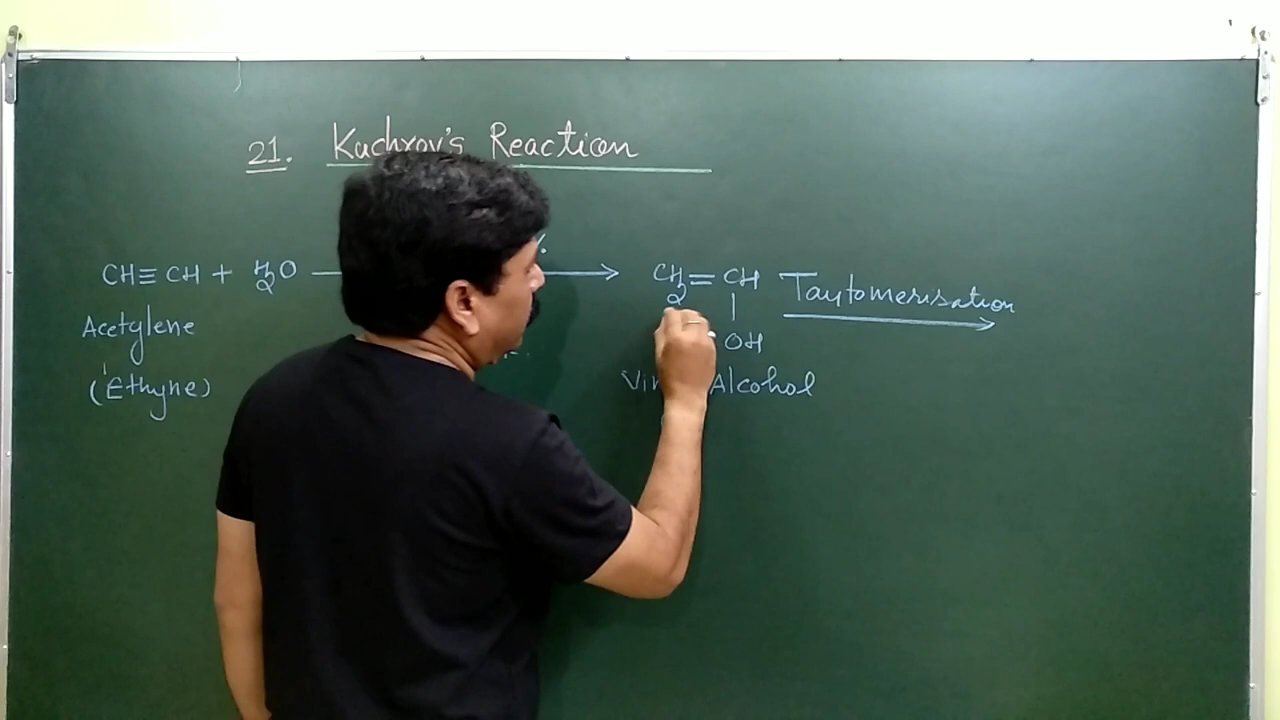 21. Kuchrov's Reaction
CH≡CH + H₂O ⟶ CH₂=CH Tautomerisation
Acetylene OH
(Ethyne) Alcohol